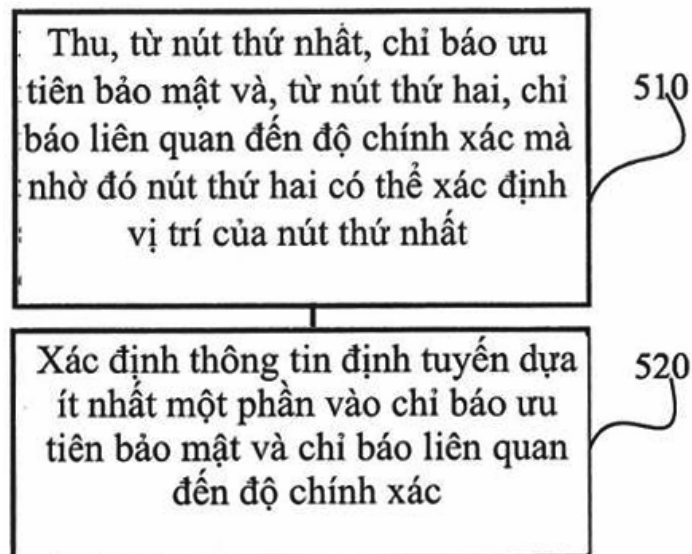 Thu, từ nút thứ nhất, chỉ báo ưu
tiên bảo mật và, từ nút thứ hai, chỉ
báo liên quan đến độ chính xác mà
nhờ đó nút thứ hai có thể xác định
vị trí của nút thứ nhất
510
Xác định thông tin định tuyến dựa
ít nhất một phần vào chỉ báo ưu
tiên bảo mật và chỉ báo liên quan
đến độ chính xác
520